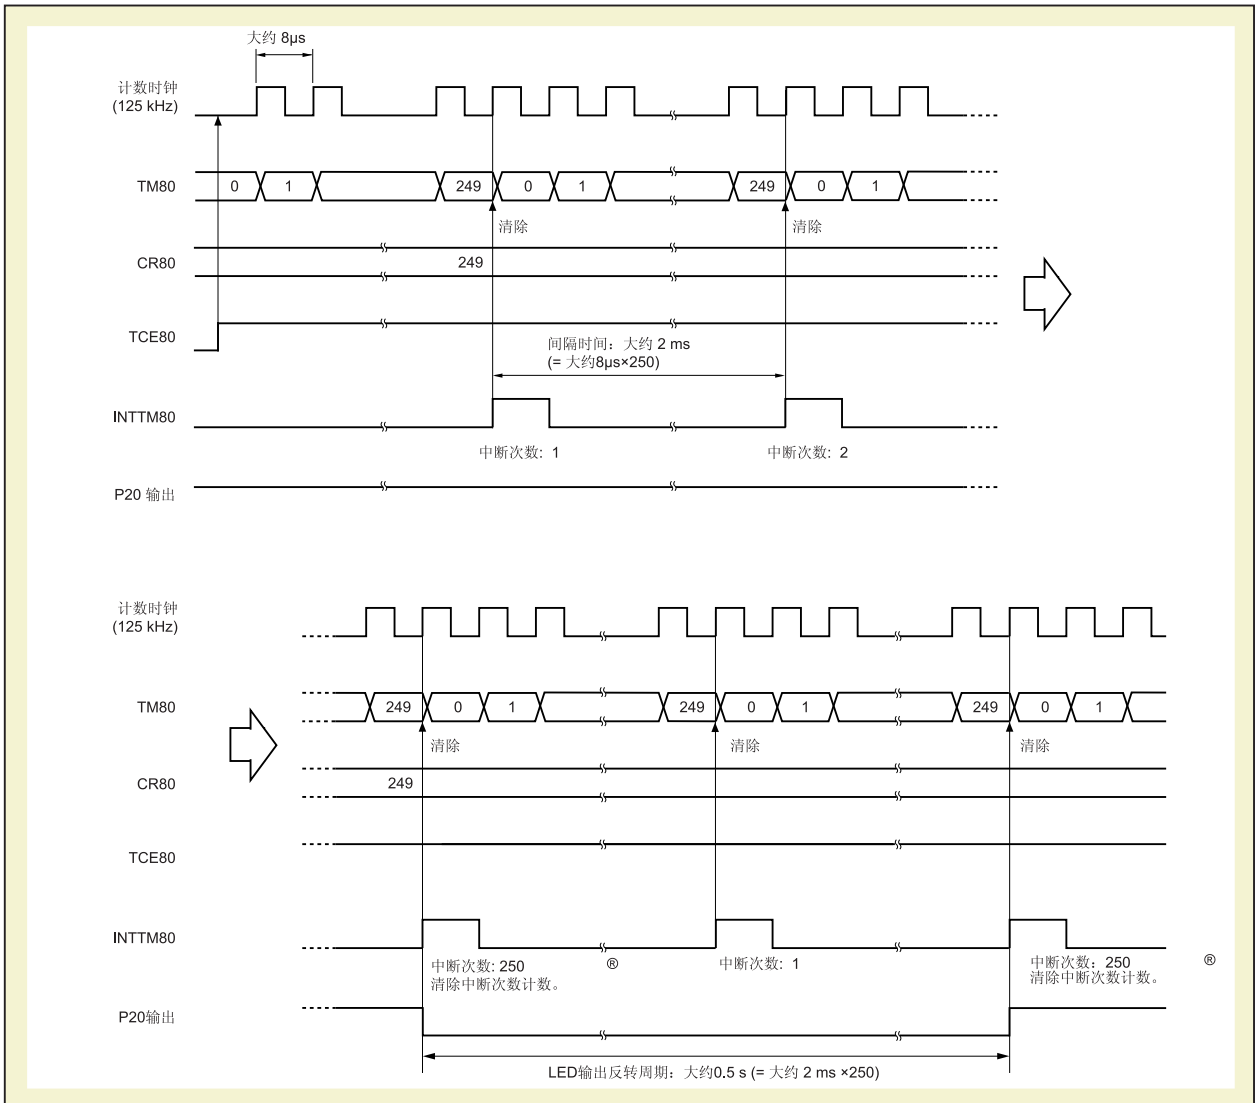 大约 8μs
计数时钟
(125 kHz)
TM80 0 1 249 0 1 249 0 1
清除 清除
CR80 249
TCE80
间隔时间：大约 2 ms
(= 大约8μs×250)
INTTM80
中断次数: 1 中断次数: 2
P20 输出
计数时钟
(125 kHz)
TM80 249 0 1 249 0 1 249 0 1
清除 清除 清除
CR80 249
TCE80
INTTM80
中断次数: 250 ® 中断次数: 1 中断次数：250 ®
清除中断次数计数。 清除中断次数计数。
P20输出
LED输出反转周期：大约0.5 s (= 大约 2 ms ×250)